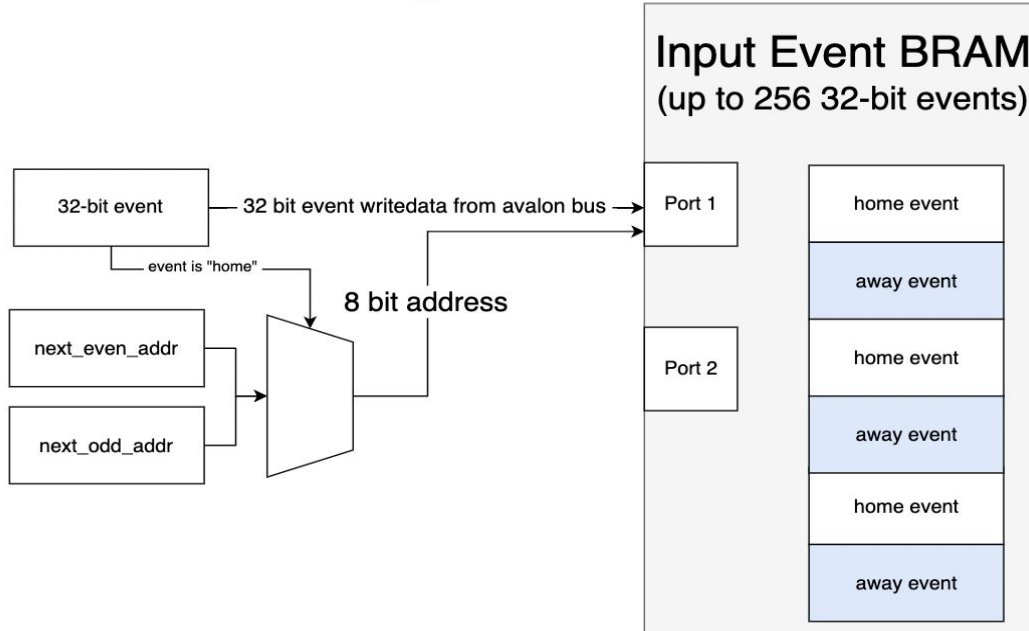 Input Event BRAM
(up to 256 32-bit events)
32-bit event
32 bit event writedata from avalon bus
Port 1
home event
event is "home"
away event
8 bit address
next_even_addr
home event
Port 2
next_odd_addr
away event
home event
away event